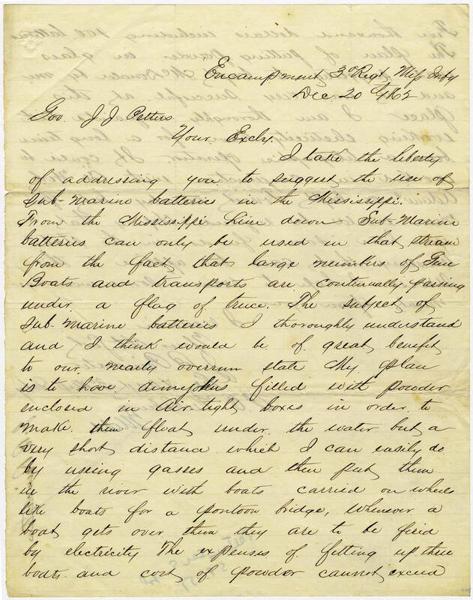 Encampment 3d Regt Miss Infty
Dec 20 1862
Gov J J Pettus
Your Excly.
I take the liberty
of addressing you to suggest the use of
Sub-Marine batteries in the Mississippi.
From the Mississippi Line down Sub-Marine
batteries can only be used in that stream
from the fact that large numbers of Gun
Boats and transports are continually passing
under a flag of truce. The subject of
Sub-Marine batteries I thoroughly understand
and I think would be of great benefit
to our nearly overrun state My plan
is to have demijohns filled with powder
enclosed in Air-tight boxes in order to
make them float under the water but a
very short distance which I can easily do
by useing gasses and then put them
in the river with boats carried on wheels
like boats for a pontoon bridge, whenever a
boat gets over them they are to be fired
by electricity The expenses of fitting up these
boats and cost of powder cannot exceed